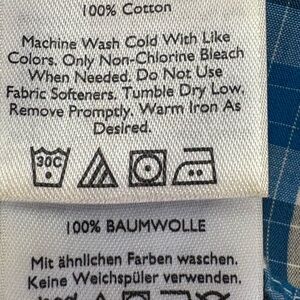 100% Cotton
Machine Wash Cold With Like
Colors. Only Non-Chlorine Bleach
When Needed. Do Not Use
Fabric Softeners. Tumble Dry Low.
Remove Promptly. Warm Iron As
Desired.
30C
100% BAUMWOLLE
Mit ähnlichen Farben waschen.
Keine Weichspüler verwenden.